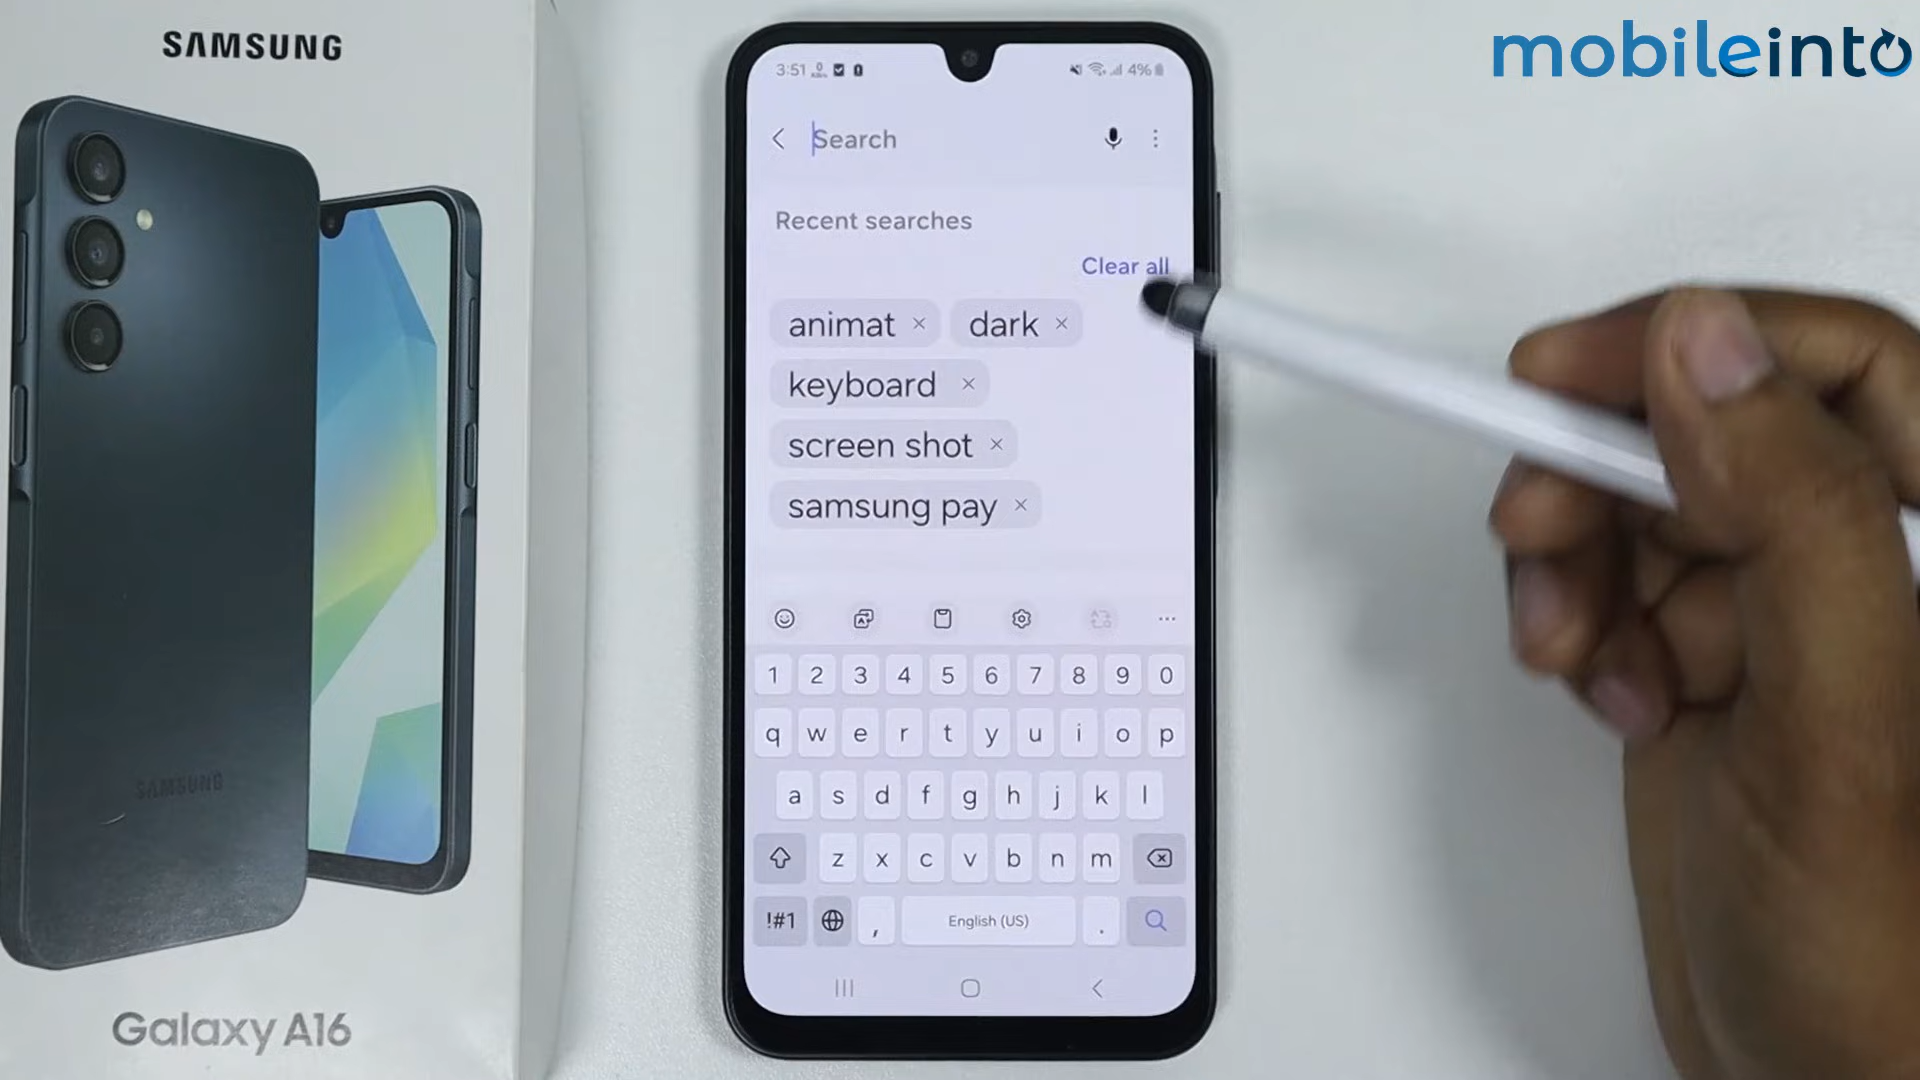 SAMSUNG
mobileinto
3:51 4%
Search
Recent searches
Clear all
animat × dark ×
keyboard ×
screen shot ×
samsung pay ×
1 2 3 4 5 6 7 8 9 0
q w e r t y u i o p
a s d f g h j k l
z x c v b n m
!#1 , English (US) .
SAMSUNG
Galaxy A16